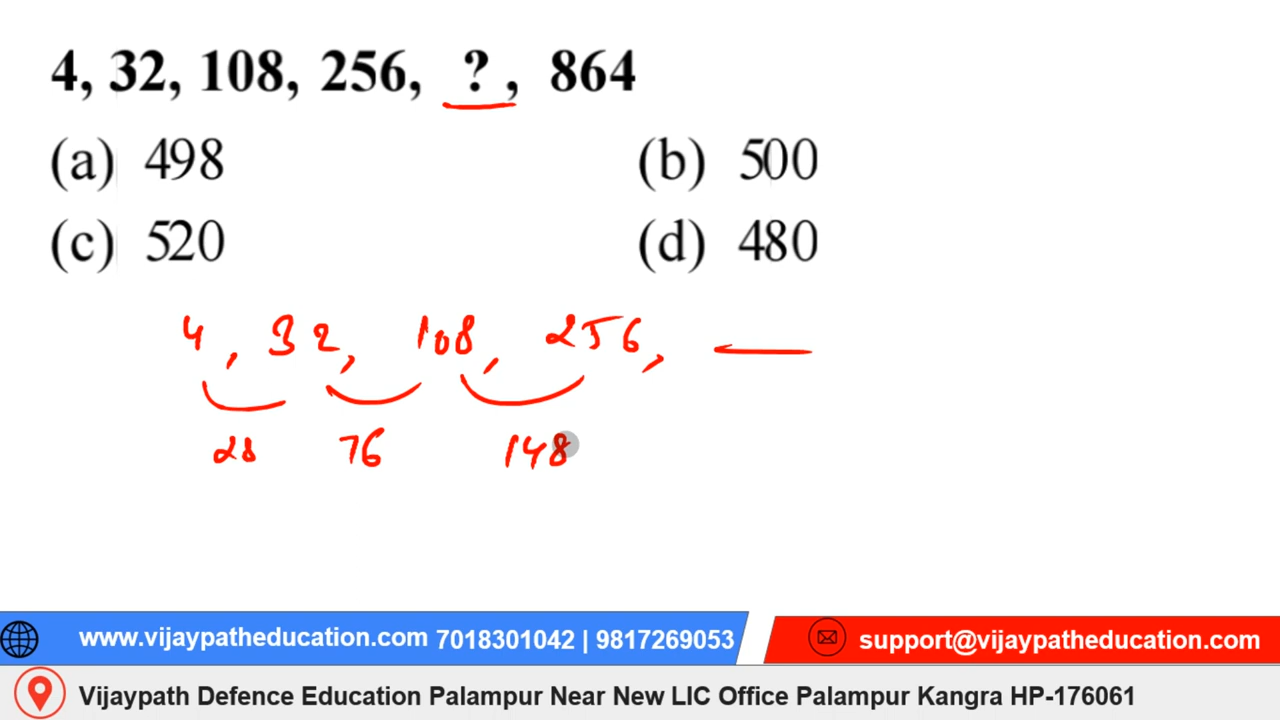 4, 32, 108, 256, ?, 864
(a) 498 (b) 500
(c) 520 (d) 480
4, 32, 108, 256,
28 76 148
www.vijaypatheducation.com 7018301042 | 9817269053 support@vijaypatheducation.com
Vijaypath Defence Education Palampur Near New LIC Office Palampur Kangra HP-176061